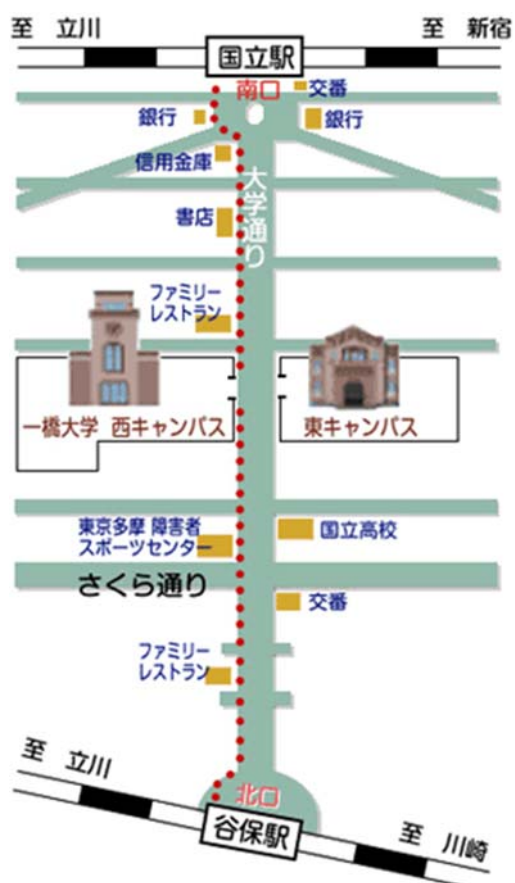 至 立川
至 新宿
国立駅
南口
交番
銀行
銀行
信用金庫
大学通り
書店
ファミリー
レストラン
一橋大学 西キャンパス
東キャンパス
東京多摩 障害者
スポーツセンター
国立高校
さくら通り
交番
ファミリー
レストラン
至 立川
北口
谷保駅
至 川崎